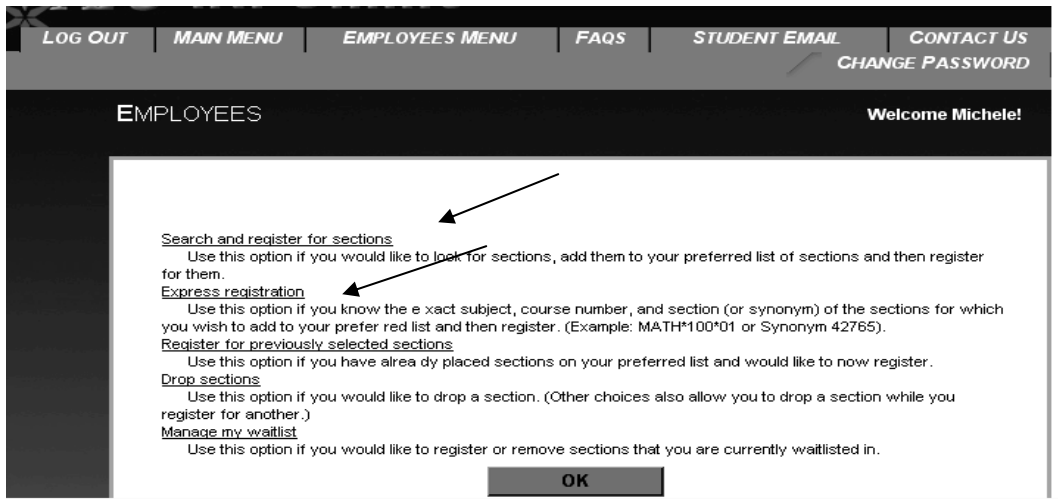 LOG OUT MAIN MENU EMPLOYEES MENU FAQS STUDENT EMAIL CONTACT US
CHANGE PASSWORD
EMPLOYEES Welcome Michele!
Search and register for sections
Use this option if you would like to look for sections, add them to your preferred list of sections and then register
for them.
Express registration
Use this option if you know the e xact subject, course number, and section (or synonym) of the sections for which
you wish to add to your prefer red list and then register. (Example: MATH*100*01 or Synonym 42765).
Register for previously selected sections
Use this option if you have alrea dy placed sections on your preferred list and would like to now register.
Drop sections
Use this option if you would like to drop a section. (Other choices also allow you to drop a section while you
register for another.)
Manage my waitlist
Use this option if you would like to register or remove sections that you are currently waitlisted in.
OK